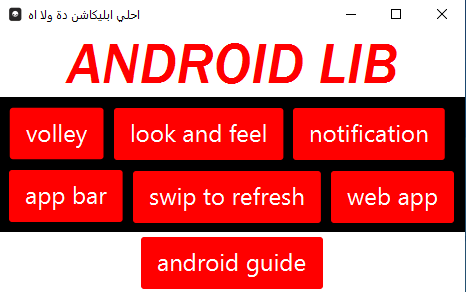 احلي ابليكاشن دة ولا اه
ANDROID LIB
volley look and feel notification
app bar swip to refresh web app
android guide